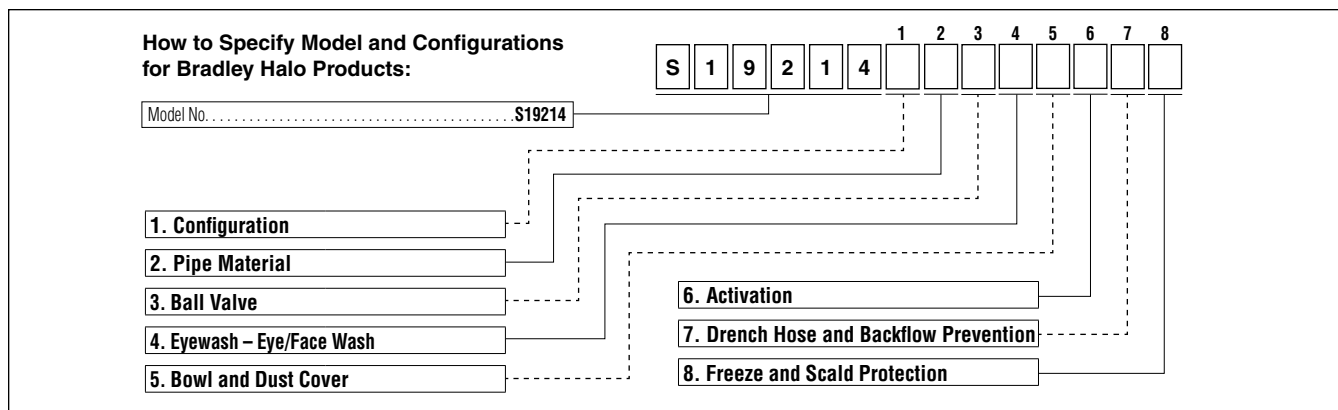 How to Specify Model and Configurations
for Bradley Halo Products:
1 2 3 4 5 6 7 8
S 1 9 2 1 4
Model No. . . . . . . . . . . . . . . . . . . . . . . . . . . . . . . . . . . . . . . . . . S19214
1. Configuration
2. Pipe Material
3. Ball Valve
4. Eyewash – Eye/Face Wash
5. Bowl and Dust Cover
6. Activation
7. Drench Hose and Backflow Prevention
8. Freeze and Scald Protection